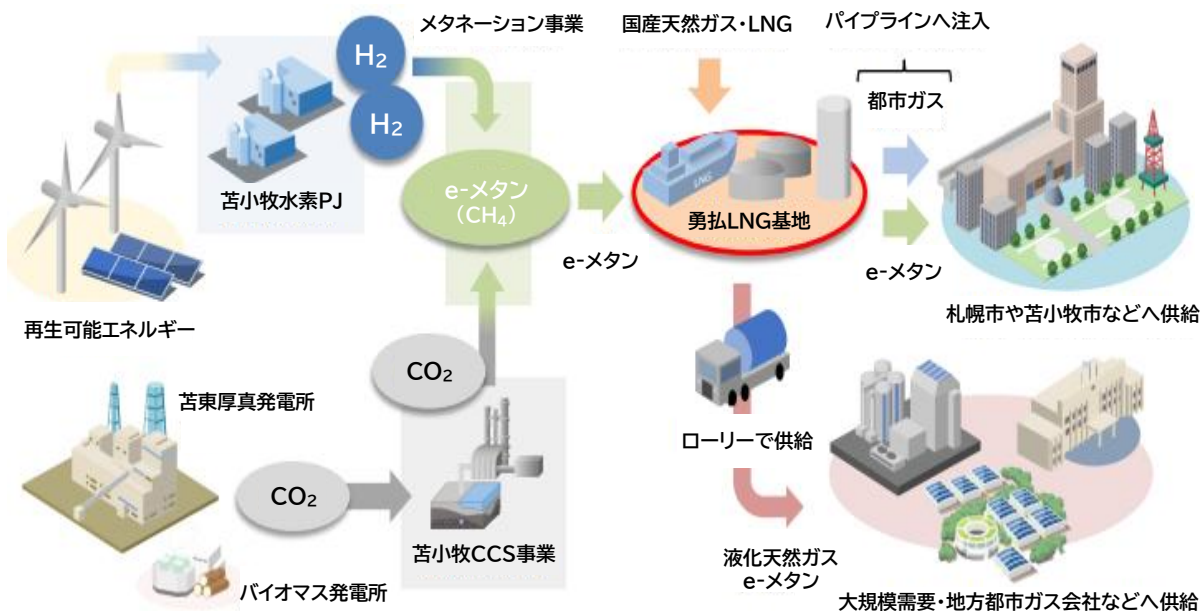 メタネーション事業
国産天然ガス・LNG
パイプラインへ注入
H₂
H₂
都市ガス
苫小牧水素PJ
e-メタン
(CH₄)
LNG
勇払LNG基地
e-メタン
e-メタン
再生可能エネルギー
札幌市や苫小牧市などへ供給
CO₂
苫東厚真発電所
ローリーで供給
CO₂
苫小牧CCS事業
バイオマス発電所
液化天然ガス
e-メタン
大規模需要・地方都市ガス会社などへ供給